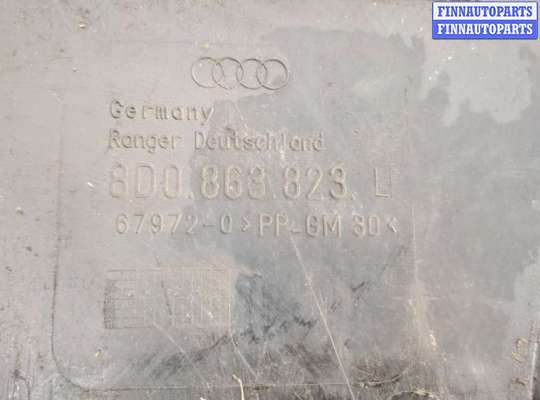 FINNAUTOPARTS
FINNAUTOPARTS
Germany
Ranger Deutschland
8D0.863.823. L
67972-0 >PP-GM 30<